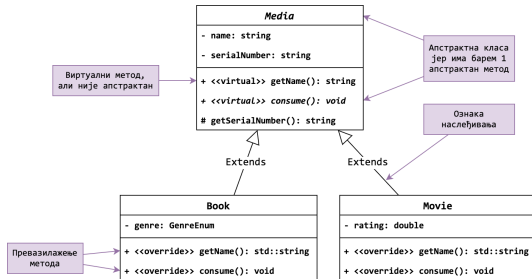 Media
- name: string
- serialNumber: string
+ <<virtual>> getName(): string
+ <<virtual>> consume(): void
# getSerialNumber(): string
Виртуални метод,
али није апстрактан
Апстрактна класа
јер има барем 1
апстрактан метод
Ознака
наслеђивања
Extends
Extends
Book
- genre: GenreEnum
+ <<override>> getName(): std::string
+ <<override>> consume(): void
Movie
- rating: double
+ <<override>> getName(): std::string
+ <<override>> consume(): void
Превазилажење
метода